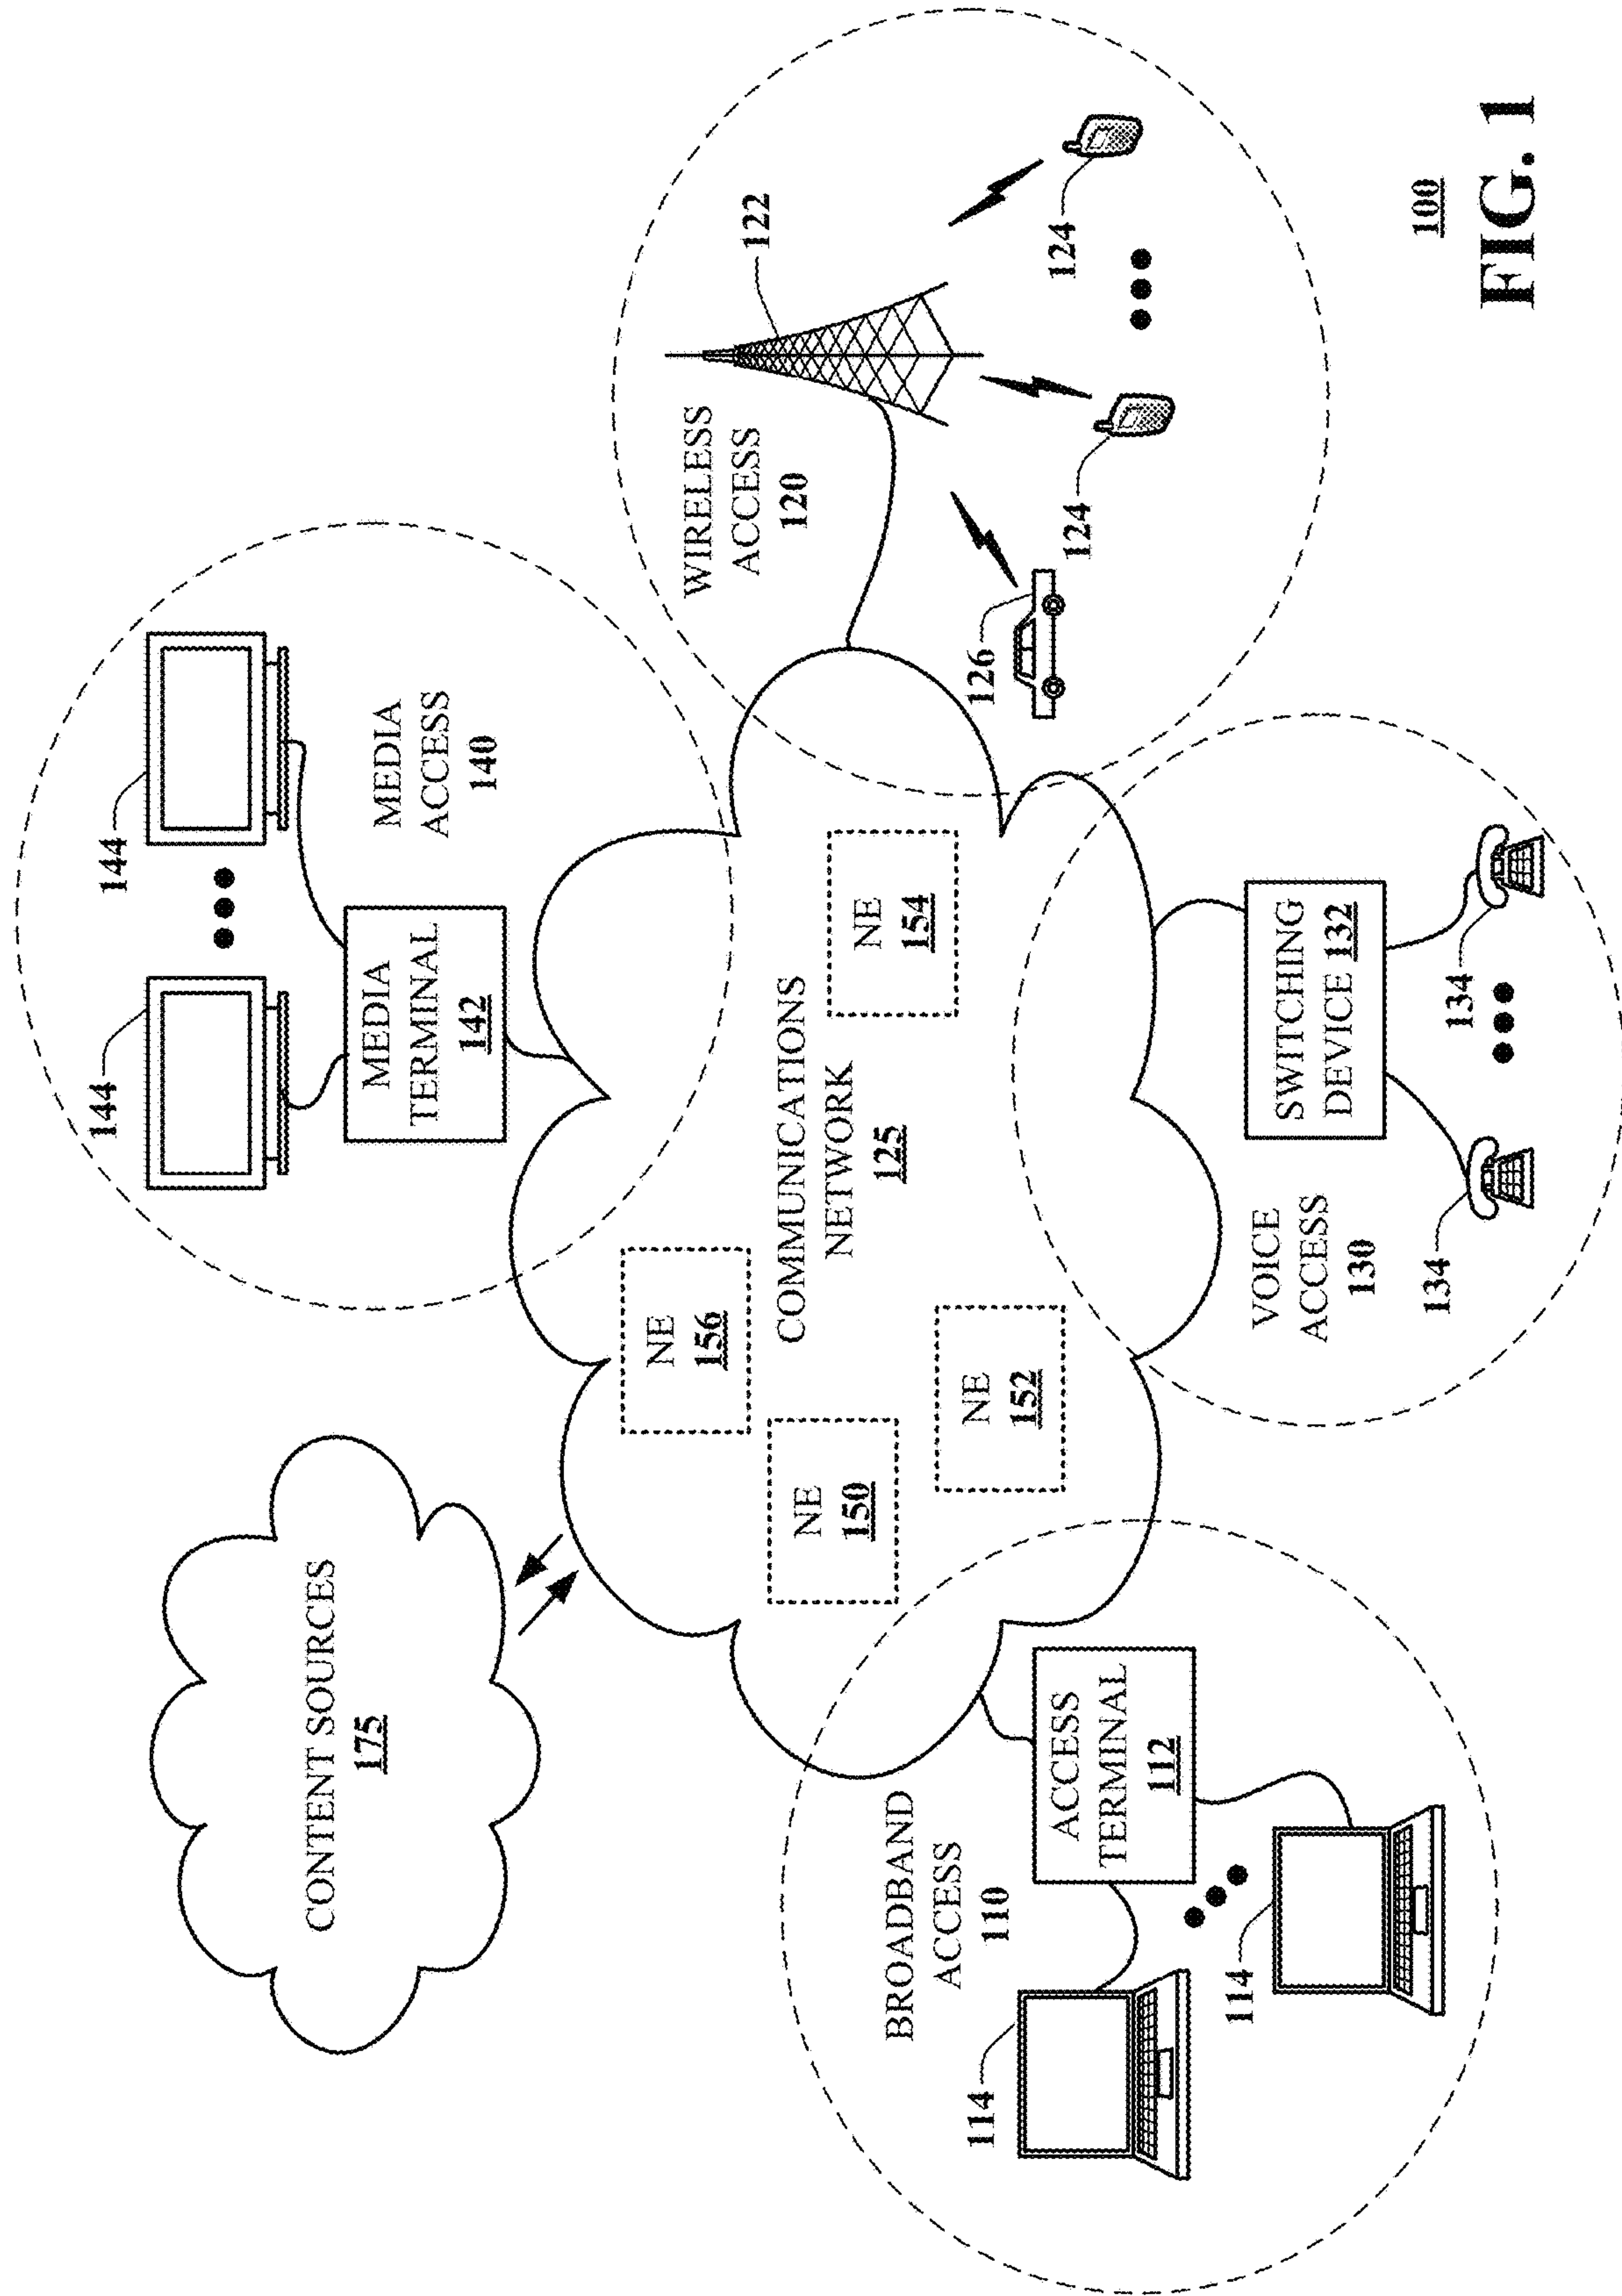 CONTENT SOURCES
175
144
144
MEDIA
TERMINAL
142
MEDIA
ACCESS
140
NE
156
NE
150
NE
152
COMMUNICATIONS
NETWORK
125
NE
154
WIRELESS
ACCESS
120
122
126
124
124
BROADBAND
ACCESS
110
ACCESS
TERMINAL
112
114
114
VOICE
ACCESS
130
SWITCHING
DEVICE 132
134
134
100
FIG. 1